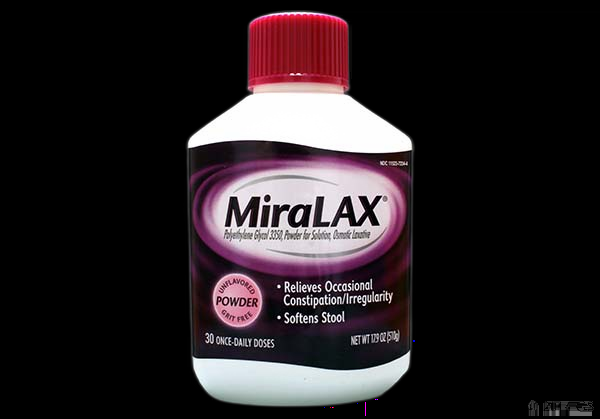 NDC 11523-7234-4
MiraLAX®
Polyethylene Glycol 3350, Powder for Solution, Osmotic Laxative
UNFLAVORED
POWDER
GRIT FREE
• Relieves Occasional
Constipation/Irregularity
• Softens Stool
30 ONCE-DAILY DOSES
NET WT 17.9 OZ (510g)